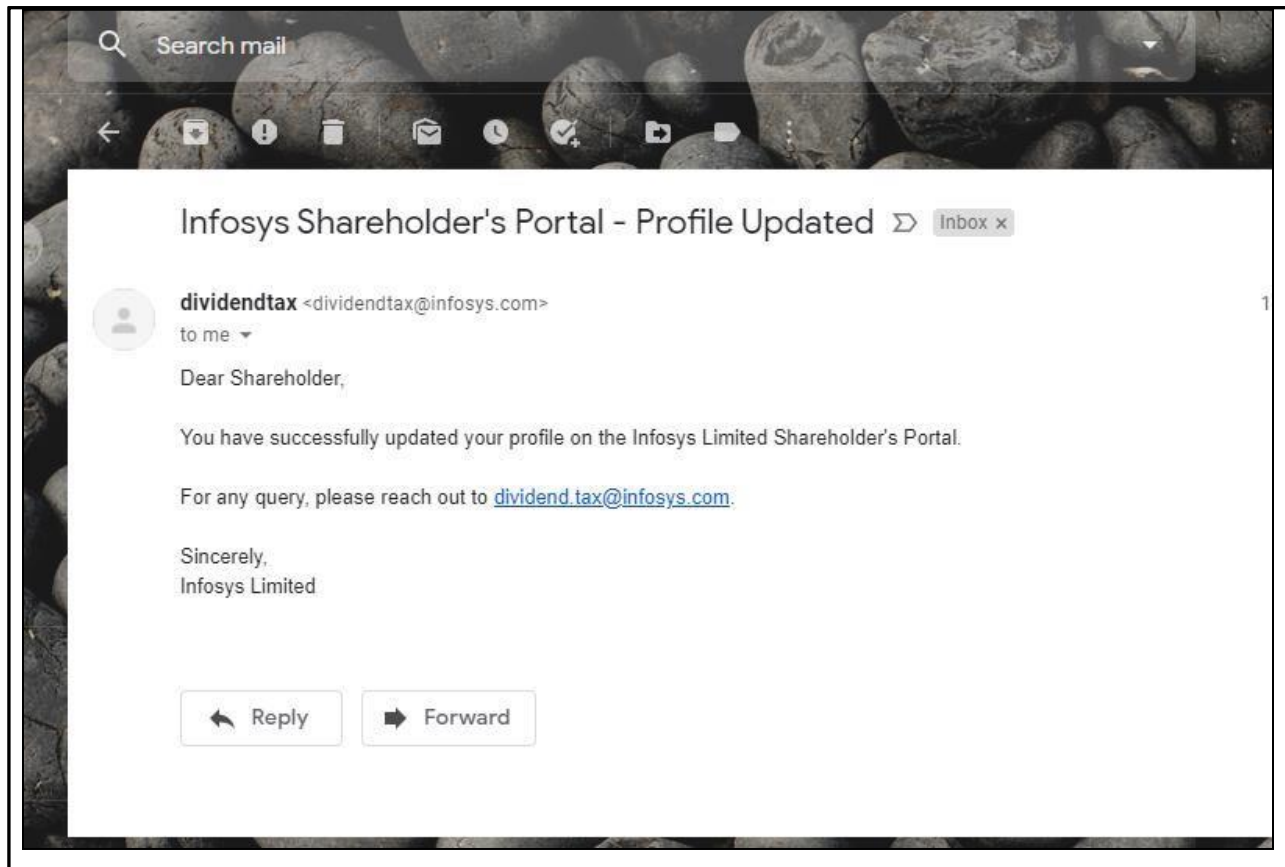 Search mail
Infosys Shareholder's Portal - Profile Updated Inbox x
dividendtax <dividendtax@infosys.com> 1
to me
Dear Shareholder,
You have successfully updated your profile on the Infosys Limited Shareholder's Portal.
For any query, please reach out to dividend.tax@infosys.com.
Sincerely,
Infosys Limited
Reply Forward